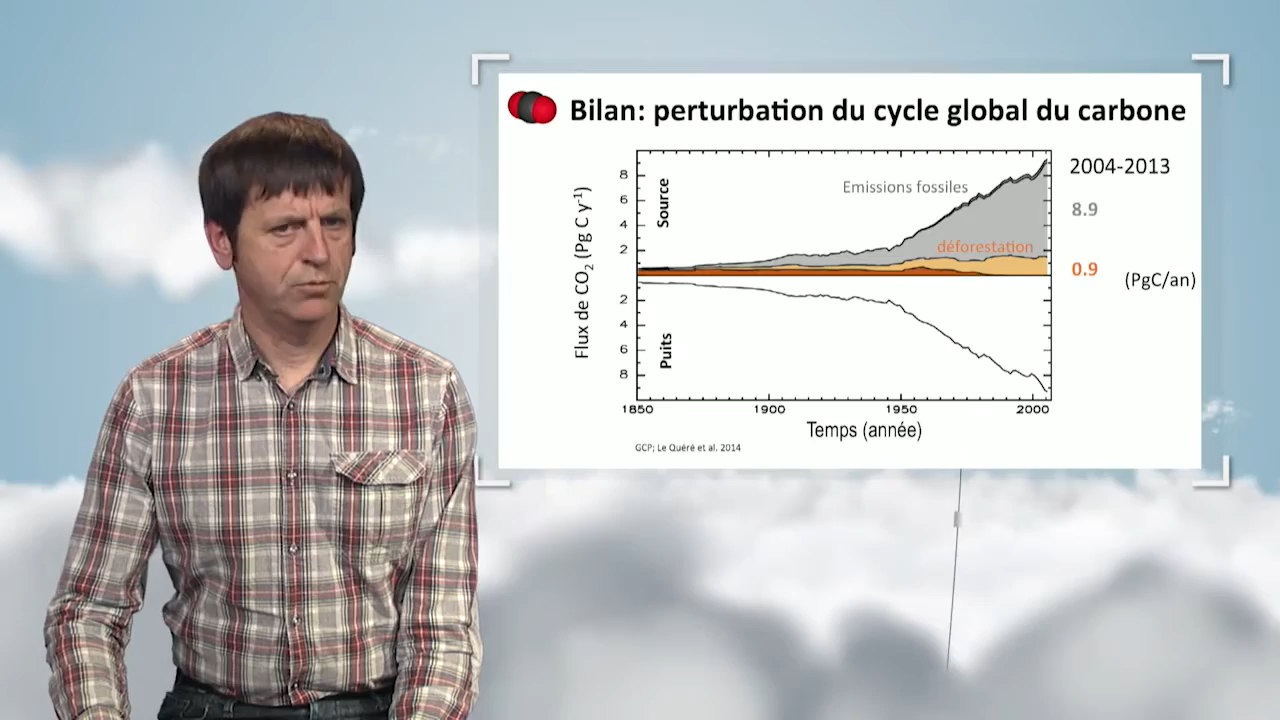 Bilan: perturbation du cycle global du carbone
2004-2013
Emissions fossiles
8.9
déforestation
0.9
(PgC/an)
Flux de CO2 (Pg C y-1)
Source
Puits
8
6
4
2
2
4
6
8
1850
1900
1950
2000
Temps (année)
GCP; Le Quéré et al. 2014